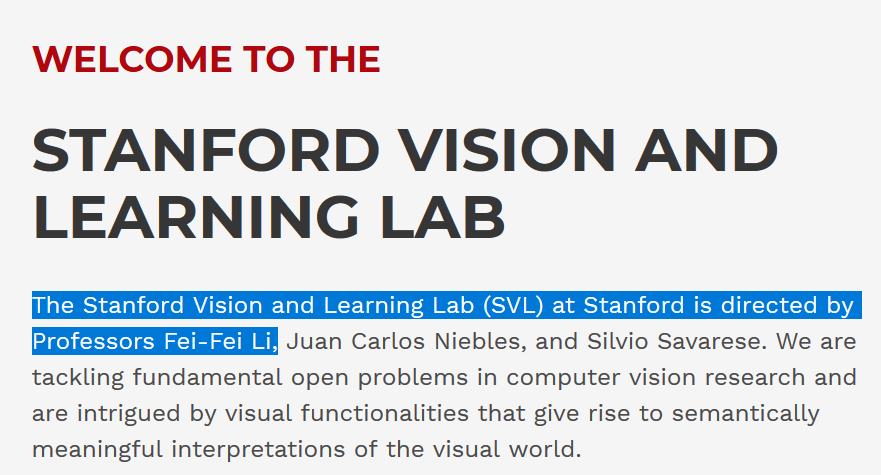 WELCOME TO THE
STANFORD VISION AND
LEARNING LAB
The Stanford Vision and Learning Lab (SVL) at Stanford is directed by
Professors Fei-Fei Li, Juan Carlos Niebles, and Silvio Savarese. We are
tackling fundamental open problems in computer vision research and
are intrigued by visual functionalities that give rise to semantically
meaningful interpretations of the visual world.